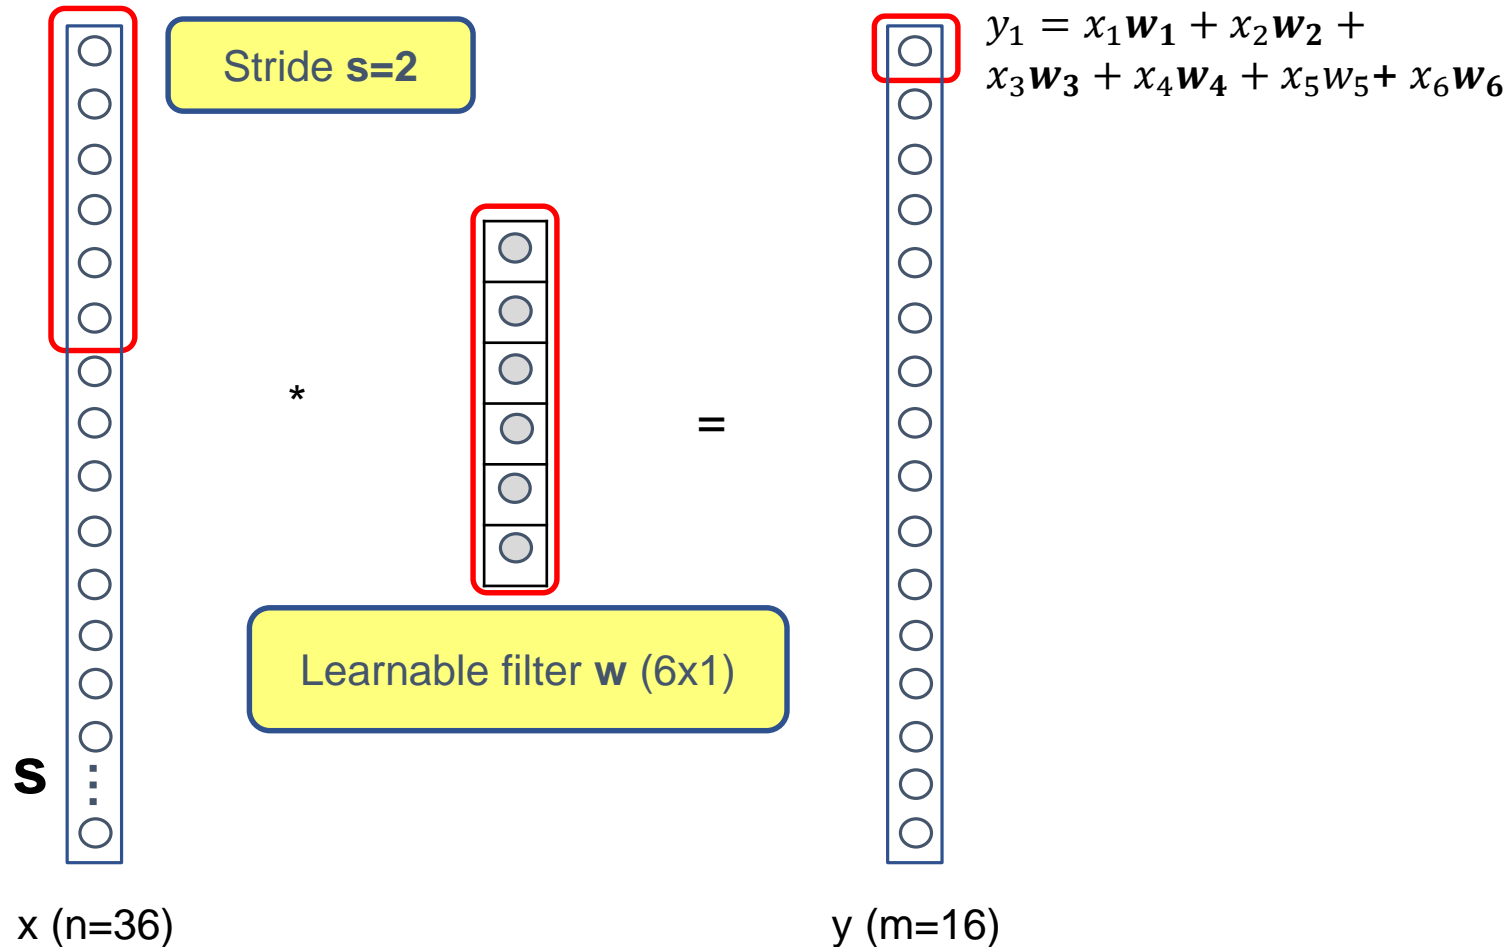 Stride s=2
y₁ = x₁w₁ + x₂w₂ +
x₃w₃ + x₄w₄ + x₅w₅+ x₆w₆
*
=
Learnable filter w (6x1)
s
⋮
x (n=36)
y (m=16)